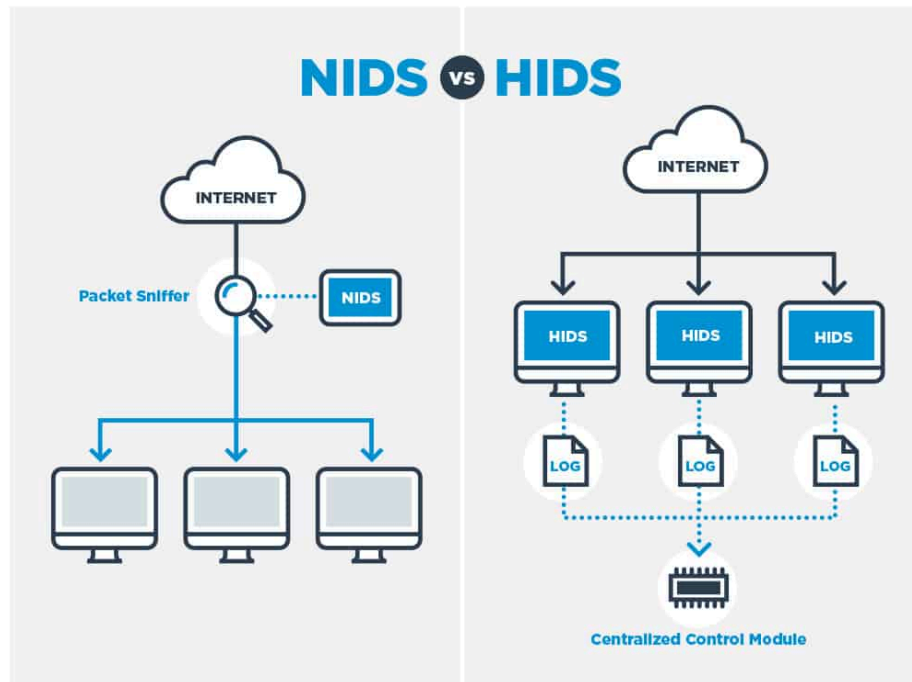 NIDS VS HIDS
INTERNET
Packet Sniffer
NIDS
INTERNET
HIDS
HIDS
HIDS
LOG
LOG
LOG
Centralized Control Module